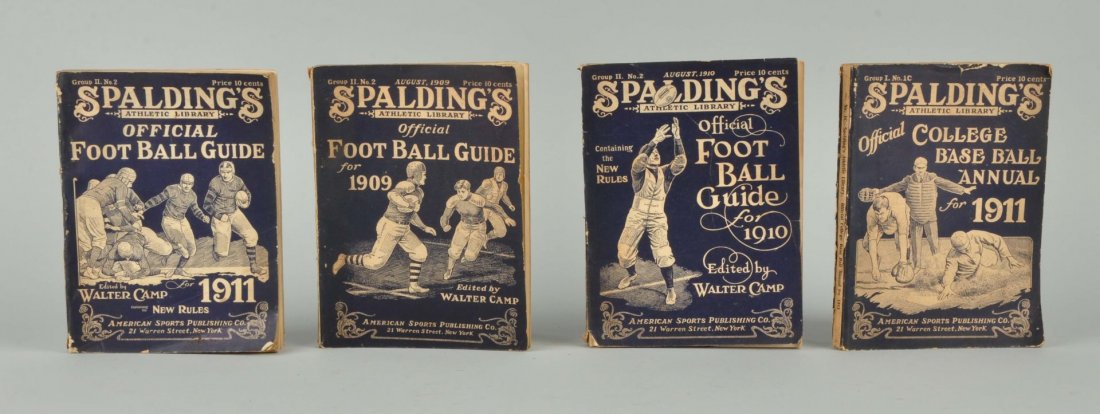 Group II. No. 2 Price 10 cents
SPALDING'S
ATHLETIC LIBRARY
OFFICIAL
FOOT BALL GUIDE
Edited by
WALTER CAMP
for 1911
NEW RULES
AMERICAN SPORTS PUBLISHING CO.
21 Warren Street, New York
Group II. No. 2 AUGUST, 1909 Price 10 cents
SPALDING'S
ATHLETIC LIBRARY
Official
FOOT BALL GUIDE
for
1909
Edited by
WALTER CAMP
AMERICAN SPORTS PUBLISHING CO.
21 Warren Street, New York
Group II. No. 2 AUGUST, 1910 Price 10 cents
SPALDING'S
ATHLETIC LIBRARY
Containing
the
NEW
RULES
Official
FOOT
BALL
Guide
for
1910
Edited by
WALTER CAMP
AMERICAN SPORTS PUBLISHING CO.
21 Warren Street, New York
Group I. No. 1C Price 10 cents
SPALDING'S
ATHLETIC LIBRARY
Official COLLEGE
BASE BALL
ANNUAL
for 1911
AMERICAN SPORTS PUBLISHING CO.
21 Warren Street, New York